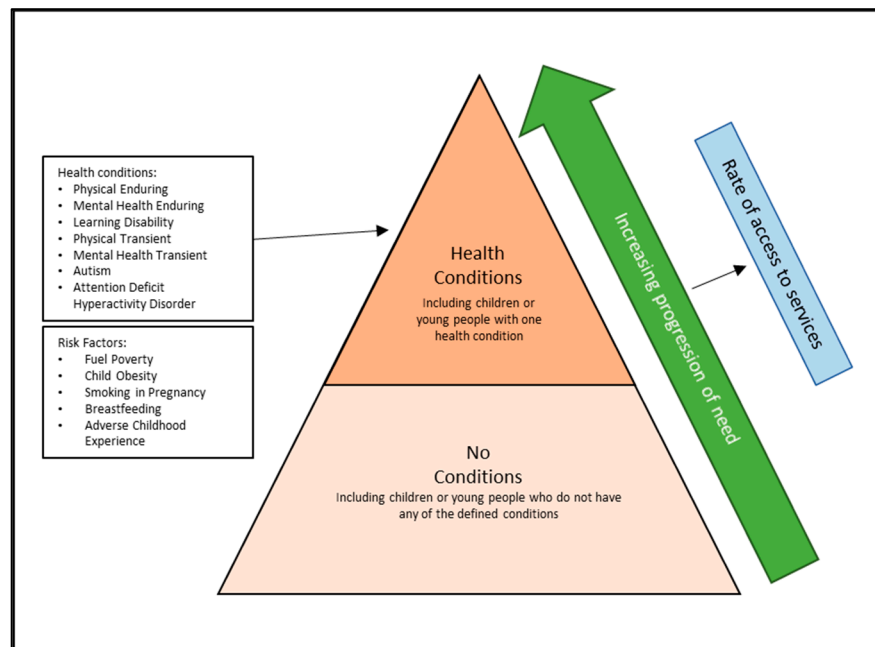 Health conditions:
• Physical Enduring
• Mental Health Enduring
• Learning Disability
• Physical Transient
• Mental Health Transient
• Autism
• Attention Deficit
Hyperactivity Disorder
Risk Factors:
• Fuel Poverty
• Child Obesity
• Smoking in Pregnancy
• Breastfeeding
• Adverse Childhood
Experience
Health
Conditions
Including children or
young people with one
health condition
No
Conditions
Including children or young people who do not have
any of the defined conditions
Increasing progression of need
Rate of access to
services